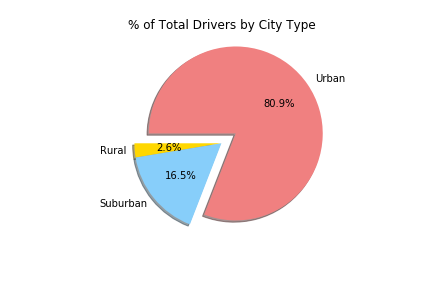 % of Total Drivers by City Type
Urban
80.9%
Rural
2.6%
16.5%
Suburban